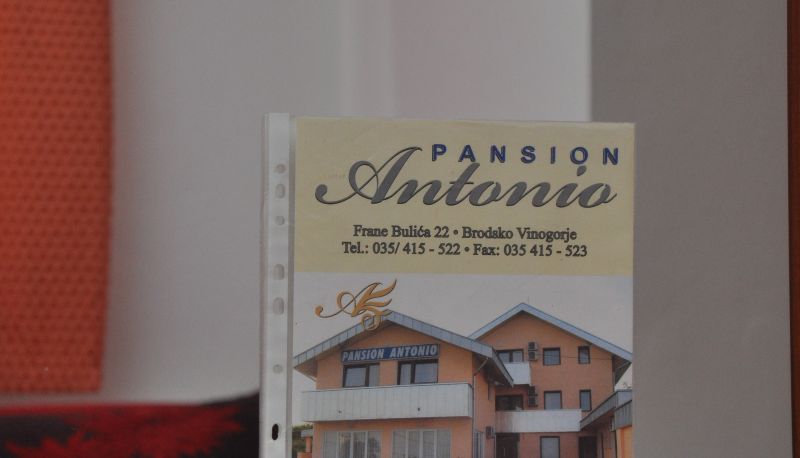 PANSION
Antonio
Frane Bulića 22 • Brodsko Vinogorje
Tel.: 035/ 415 - 522 • Fax: 035 415 - 523
PANSION ANTONIO